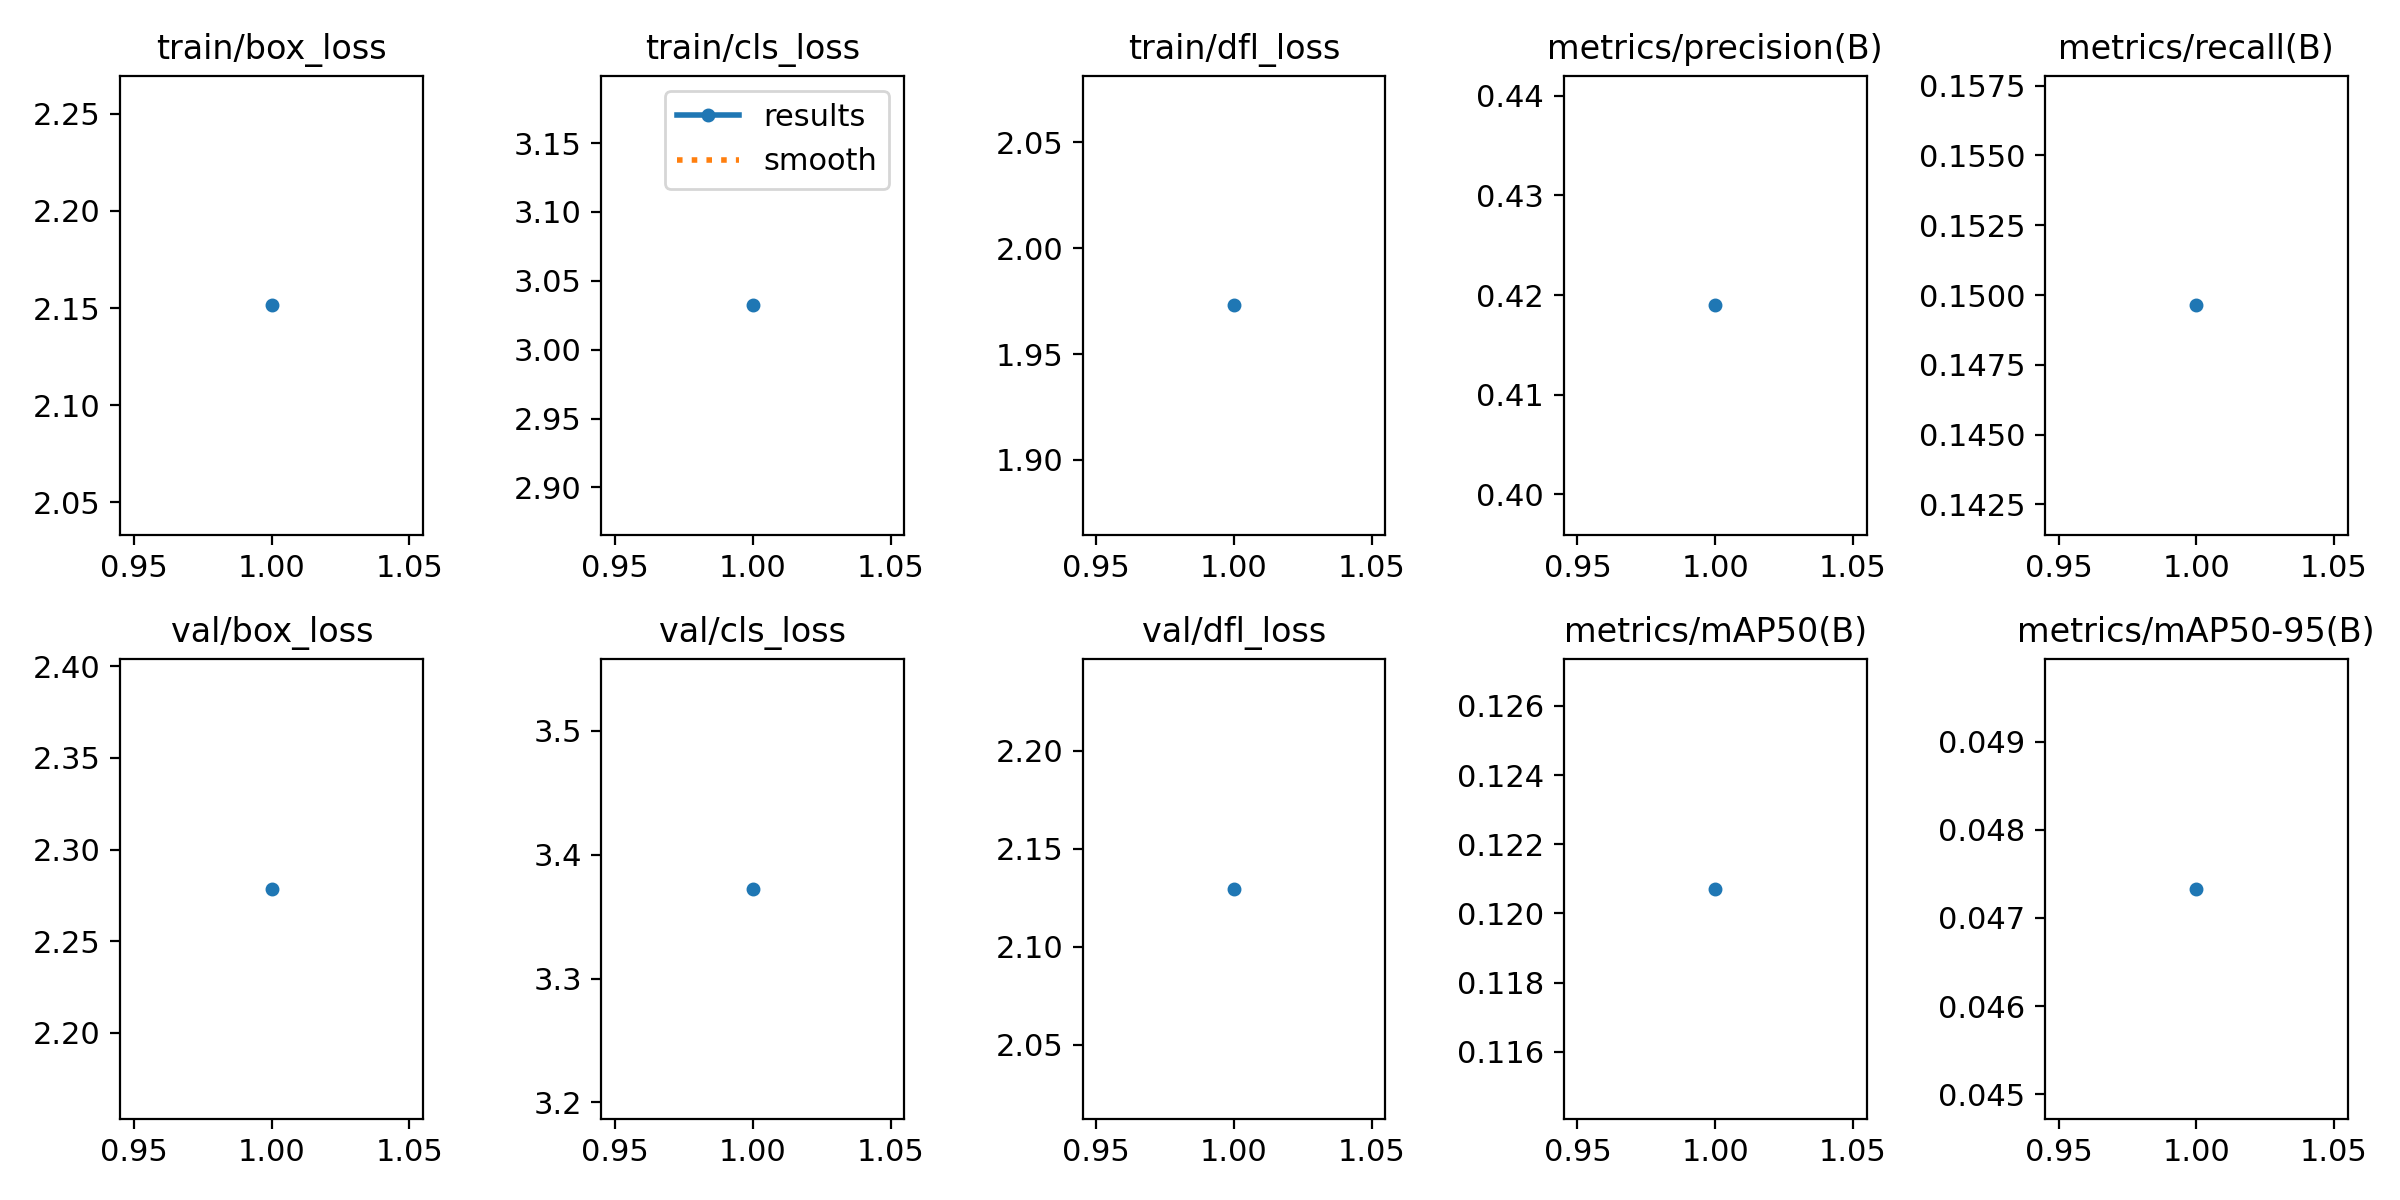 train/box_loss
2.25
2.20
2.15
2.10
2.05
0.95 1.00 1.05
train/cls_loss
results
smooth
3.15
3.10
3.05
3.00
2.95
2.90
0.95 1.00 1.05
train/dfl_loss
2.05
2.00
1.95
1.90
0.95 1.00 1.05
metrics/precision(B)
0.44
0.43
0.42
0.41
0.40
0.95 1.00 1.05
metrics/recall(B)
0.1575
0.1550
0.1525
0.1500
0.1475
0.1450
0.1425
0.95 1.00 1.05
val/box_loss
2.40
2.35
2.30
2.25
2.20
0.95 1.00 1.05
val/cls_loss
3.5
3.4
3.3
3.2
0.95 1.00 1.05
val/dfl_loss
2.20
2.15
2.10
2.05
0.95 1.00 1.05
metrics/mAP50(B)
0.126
0.124
0.122
0.120
0.118
0.116
0.95 1.00 1.05
metrics/mAP50-95(B)
0.049
0.048
0.047
0.046
0.045
0.95 1.00 1.05